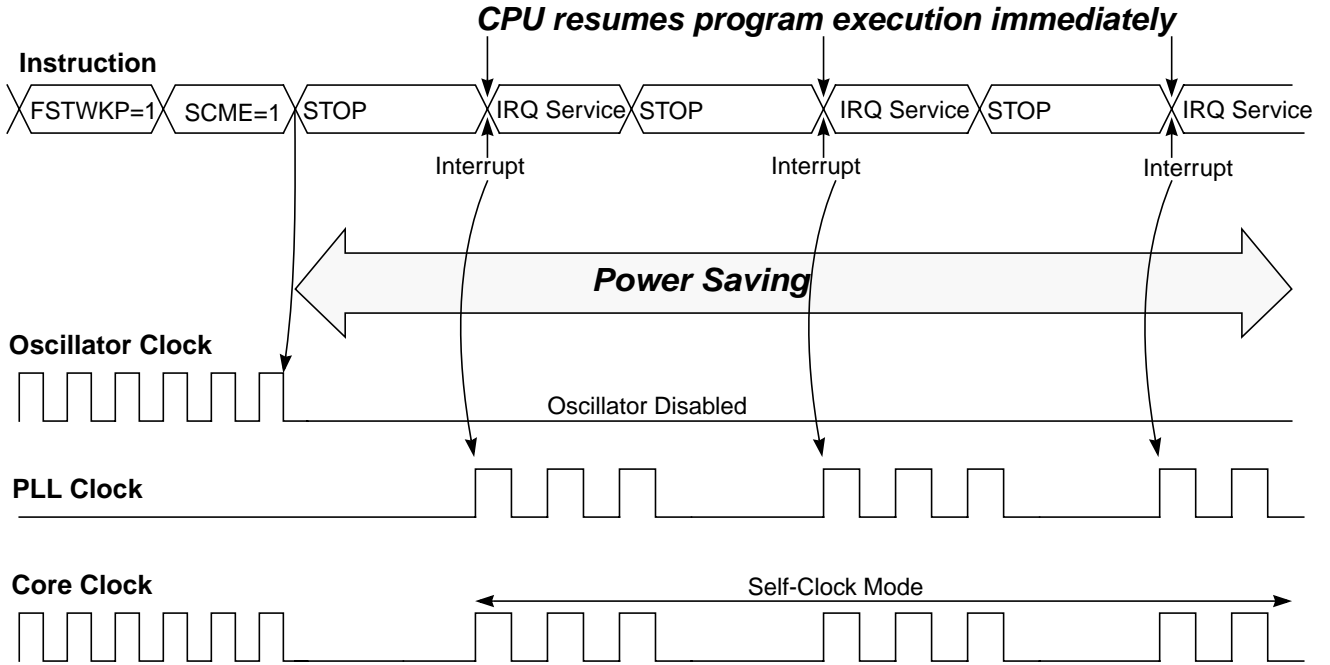 CPU resumes program execution immediately
Instruction
FSTWKP=1 SCME=1 STOP IRQ Service STOP IRQ Service STOP IRQ Service
Interrupt Interrupt Interrupt
Power Saving
Oscillator Clock
Oscillator Disabled
PLL Clock
Core Clock
Self-Clock Mode